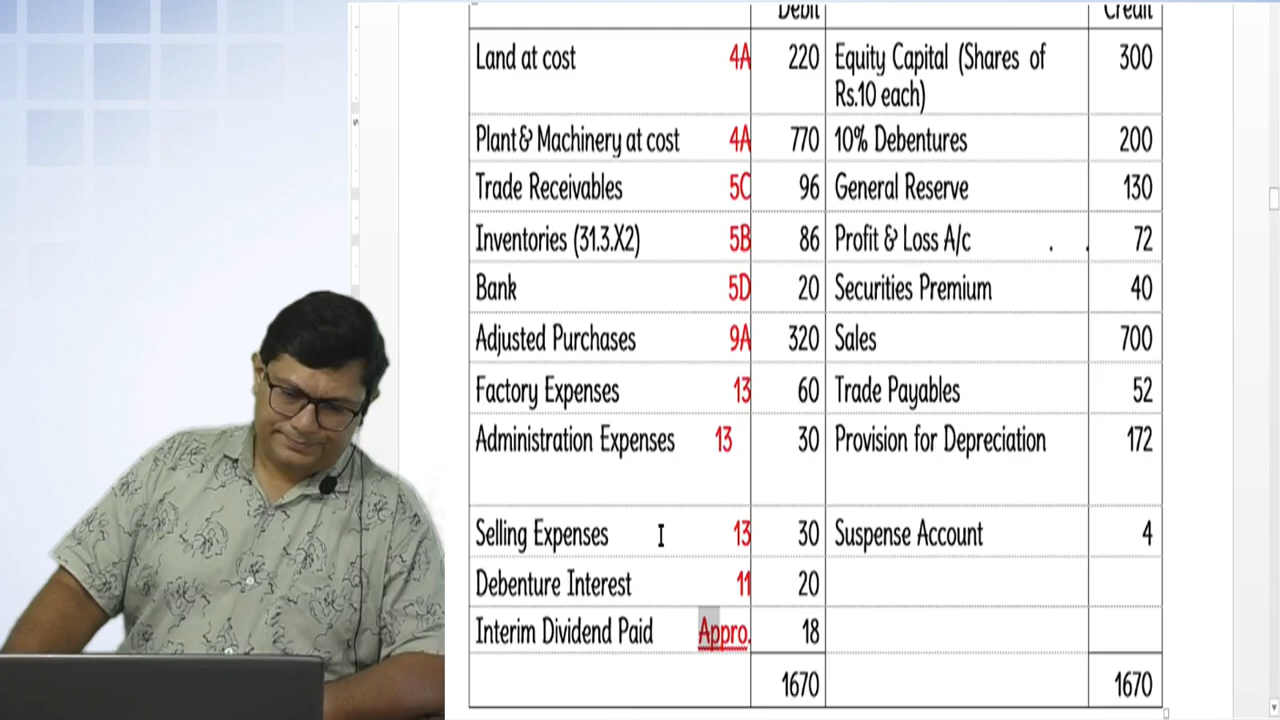 Debit Credit
Land at cost 4A 220 Equity Capital (Shares of
Rs.10 each) 300
Plant & Machinery at cost 4A 770 10% Debentures 200
Trade Receivables 5C 96 General Reserve 130
Inventories (31.3.X2) 5B 86 Profit & Loss A/c 72
Bank 5D 20 Securities Premium 40
Adjusted Purchases 9A 320 Sales 700
Factory Expenses 13 60 Trade Payables 52
Administration Expenses 13 30 Provision for Depreciation 172
Selling Expenses 13 30 Suspense Account 4
Debenture Interest 11 20
Interim Dividend Paid Appro. 18
1670 1670